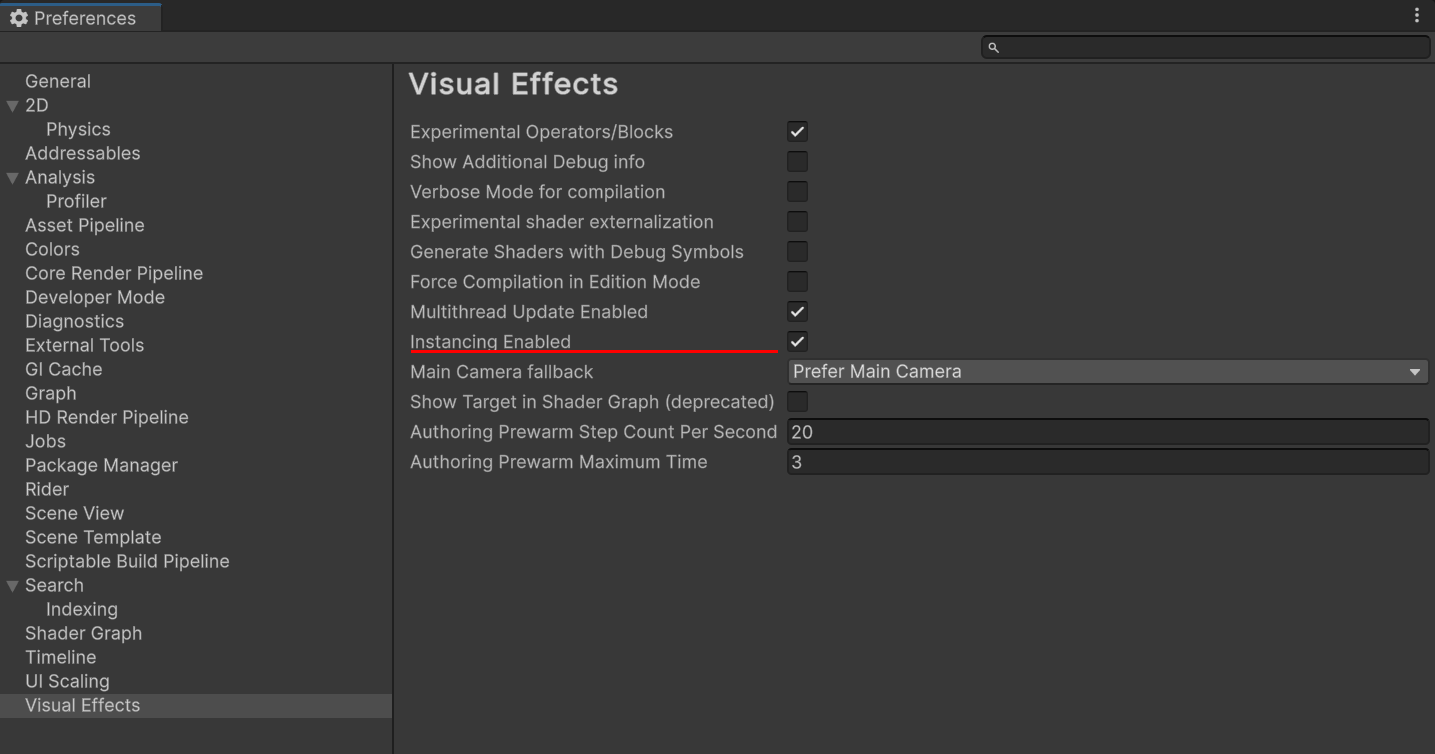 Preferences
General
2D
Physics
Addressables
Analysis
Profiler
Asset Pipeline
Colors
Core Render Pipeline
Developer Mode
Diagnostics
External Tools
GI Cache
Graph
HD Render Pipeline
Jobs
Package Manager
Rider
Scene View
Scene Template
Scriptable Build Pipeline
Search
Indexing
Shader Graph
Timeline
UI Scaling
Visual Effects
Visual Effects
Experimental Operators/Blocks
Show Additional Debug info
Verbose Mode for compilation
Experimental shader externalization
Generate Shaders with Debug Symbols
Force Compilation in Edition Mode
Multithread Update Enabled
Instancing Enabled
Main Camera fallback Prefer Main Camera
Show Target in Shader Graph (deprecated)
Authoring Prewarm Step Count Per Second 20
Authoring Prewarm Maximum Time 3